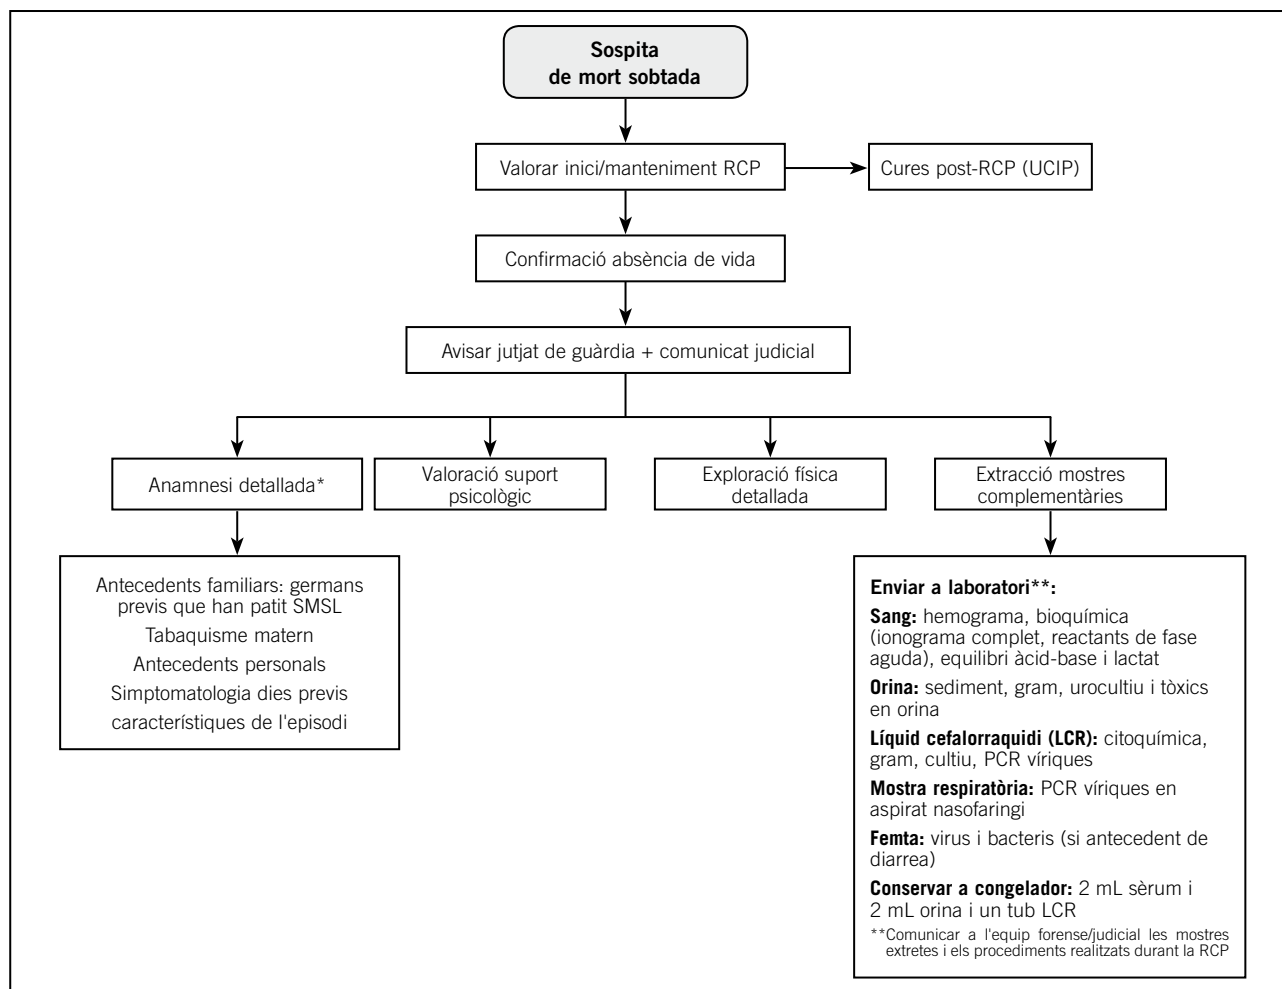 Sospita
de mort sobtada
Valorar inici/manteniment RCP
Cures post-RCP (UCIP)
Confirmació absència de vida
Avisar jutjat de guàrdia + comunicat judicial
Anamnesi detallada*
Valoració suport
psicològic
Exploració física
detallada
Extracció mostres
complementàries
Antecedents familiars: germans
previs que han patit SMSL
Tabaquisme matern
Antecedents personals
Simptomatologia dies previs
característiques de l'episodi
Enviar a laboratori**:
Sang: hemograma, bioquímica
(ionograma complet, reactants de fase
aguda), equilibri àcid-base i lactat
Orina: sediment, gram, urocultiu i tòxics
en orina
Líquid cefalorraquidi (LCR): citoquímica,
gram, cultiu, PCR víriques
Mostra respiratòria: PCR víriques en
aspirat nasofaringi
Femta: virus i bacteris (si antecedent de
diarrea)
Conservar a congelador: 2 mL sèrum i
2 mL orina i un tub LCR
**Comunicar a l'equip forense/judicial les mostres
extretes i els procediments realitzats durant la RCP